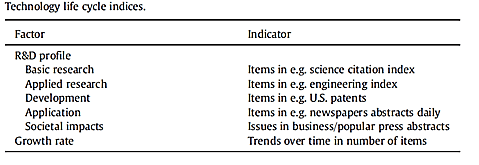 Technology life cycle indices.
Factor Indicator
R&D profile
Basic research Items in e.g. science citation index
Applied research Items in e.g. engineering index
Development Items in e.g. U.S. patents
Application Items in e.g. newspapers abstracts daily
Societal impacts Issues in business/popular press abstracts
Growth rate Trends over time in number of items